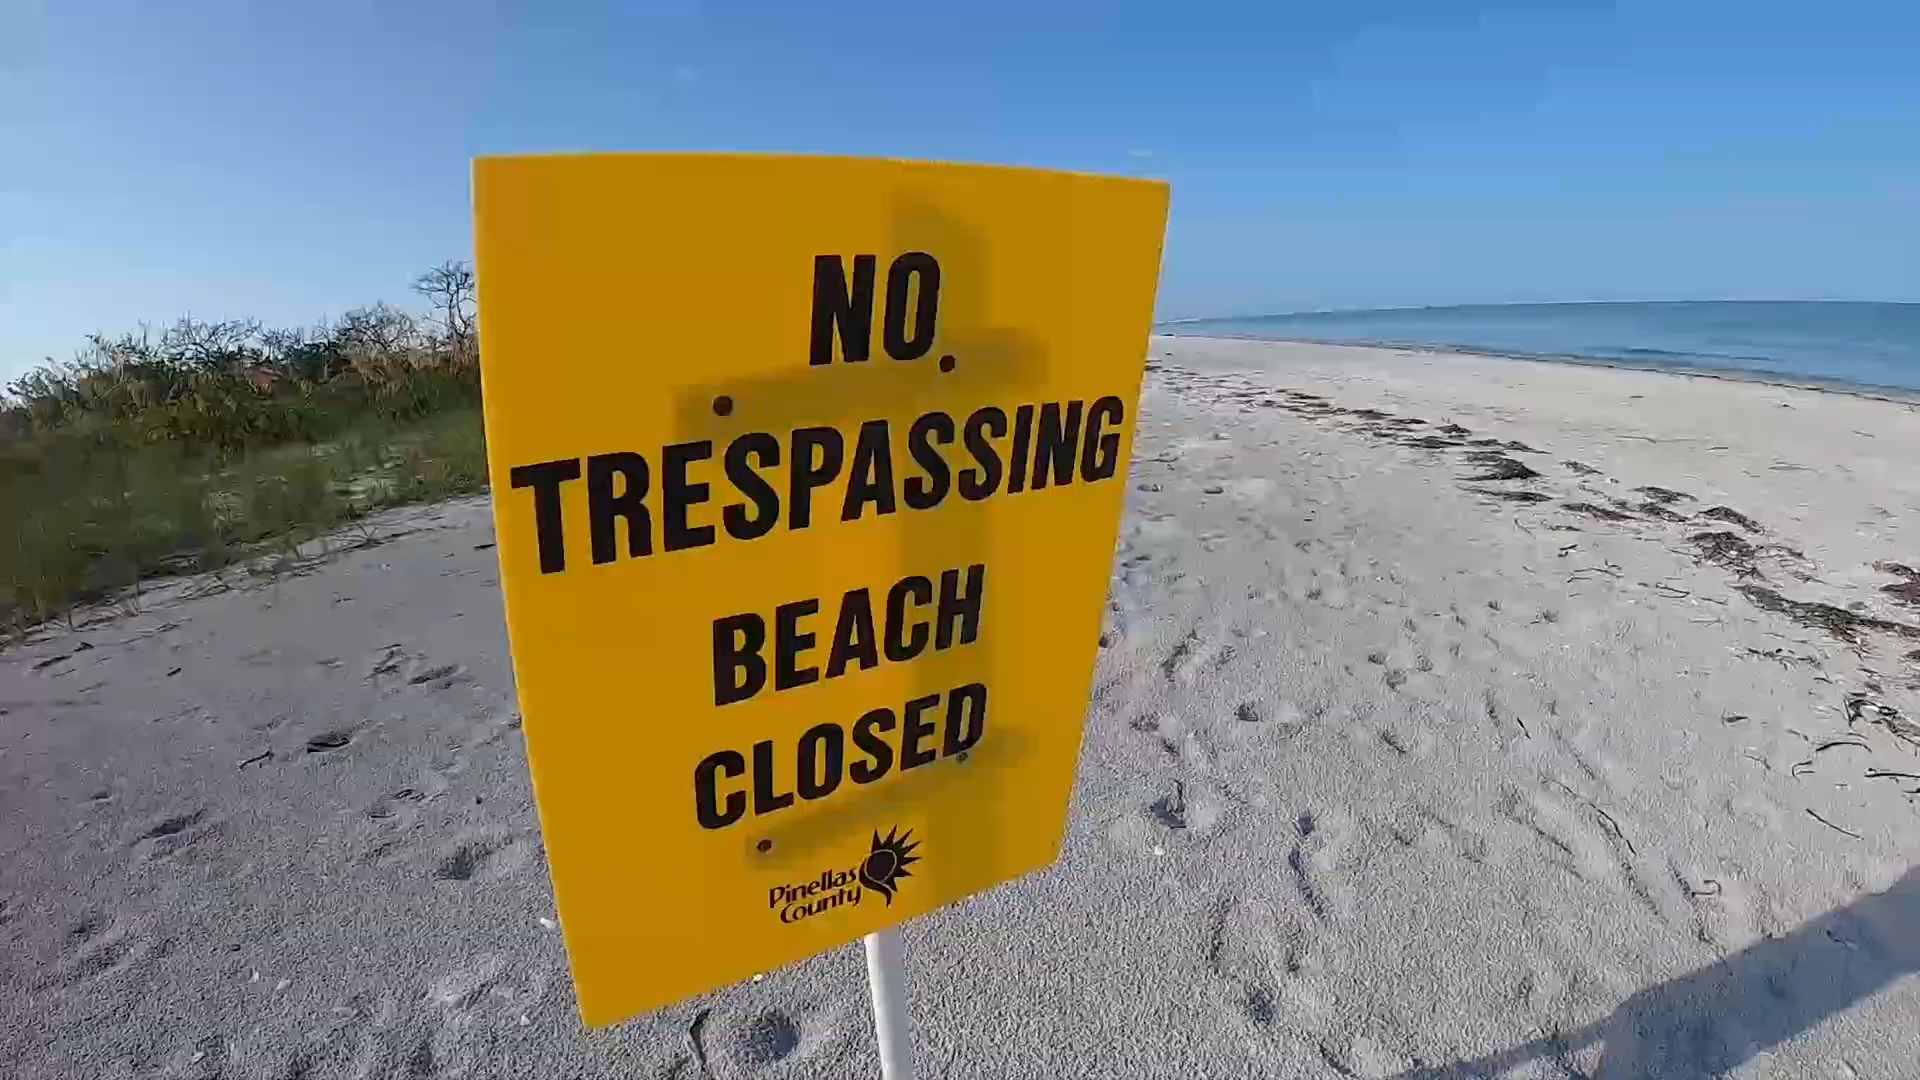 NO
TRESPASSING
BEACH
CLOSED
Pinellas
County